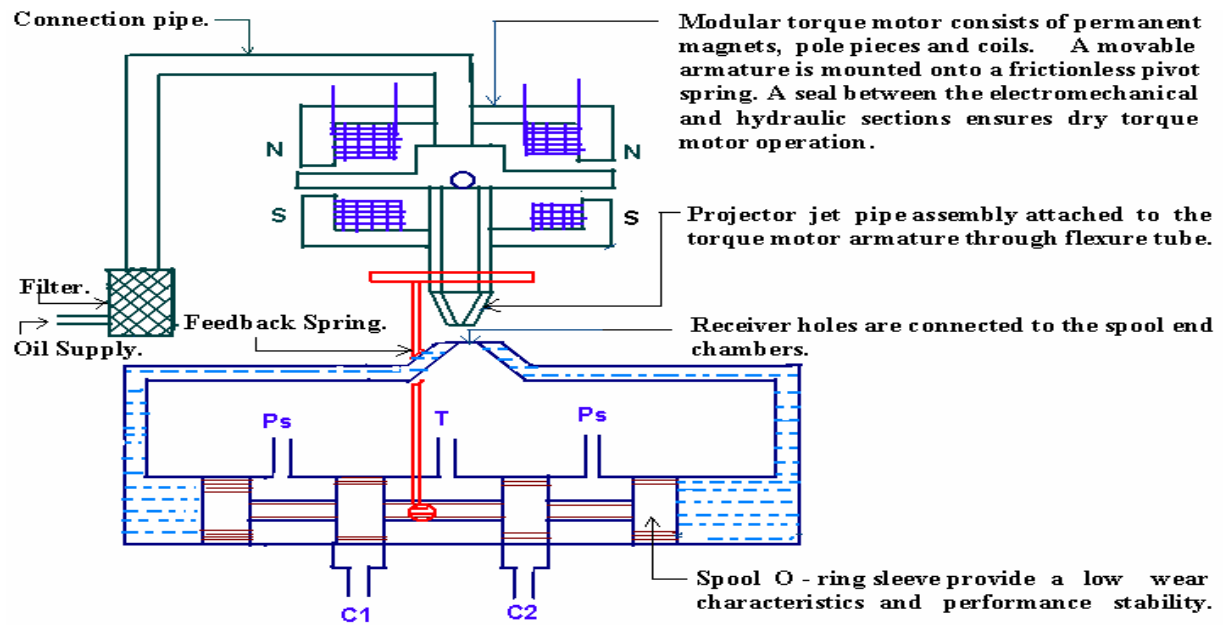 Connection pipe.
Modular torque motor consists of permanent
magnets, pole pieces and coils. A movable
armature is mounted onto a frictionless pivot
spring. A seal between the electromechanical
and hydraulic sections ensures dry torque
motor operation.
N
N
S
S
Projector jet pipe assembly attached to the
torque motor armature through flexure tube.
Filter.
Oil Supply.
Feedback Spring.
Receiver holes are connected to the spool end
chambers.
Ps
T
Ps
C1
C2
Spool O - ring sleeve provide a low wear
characteristics and performance stability.